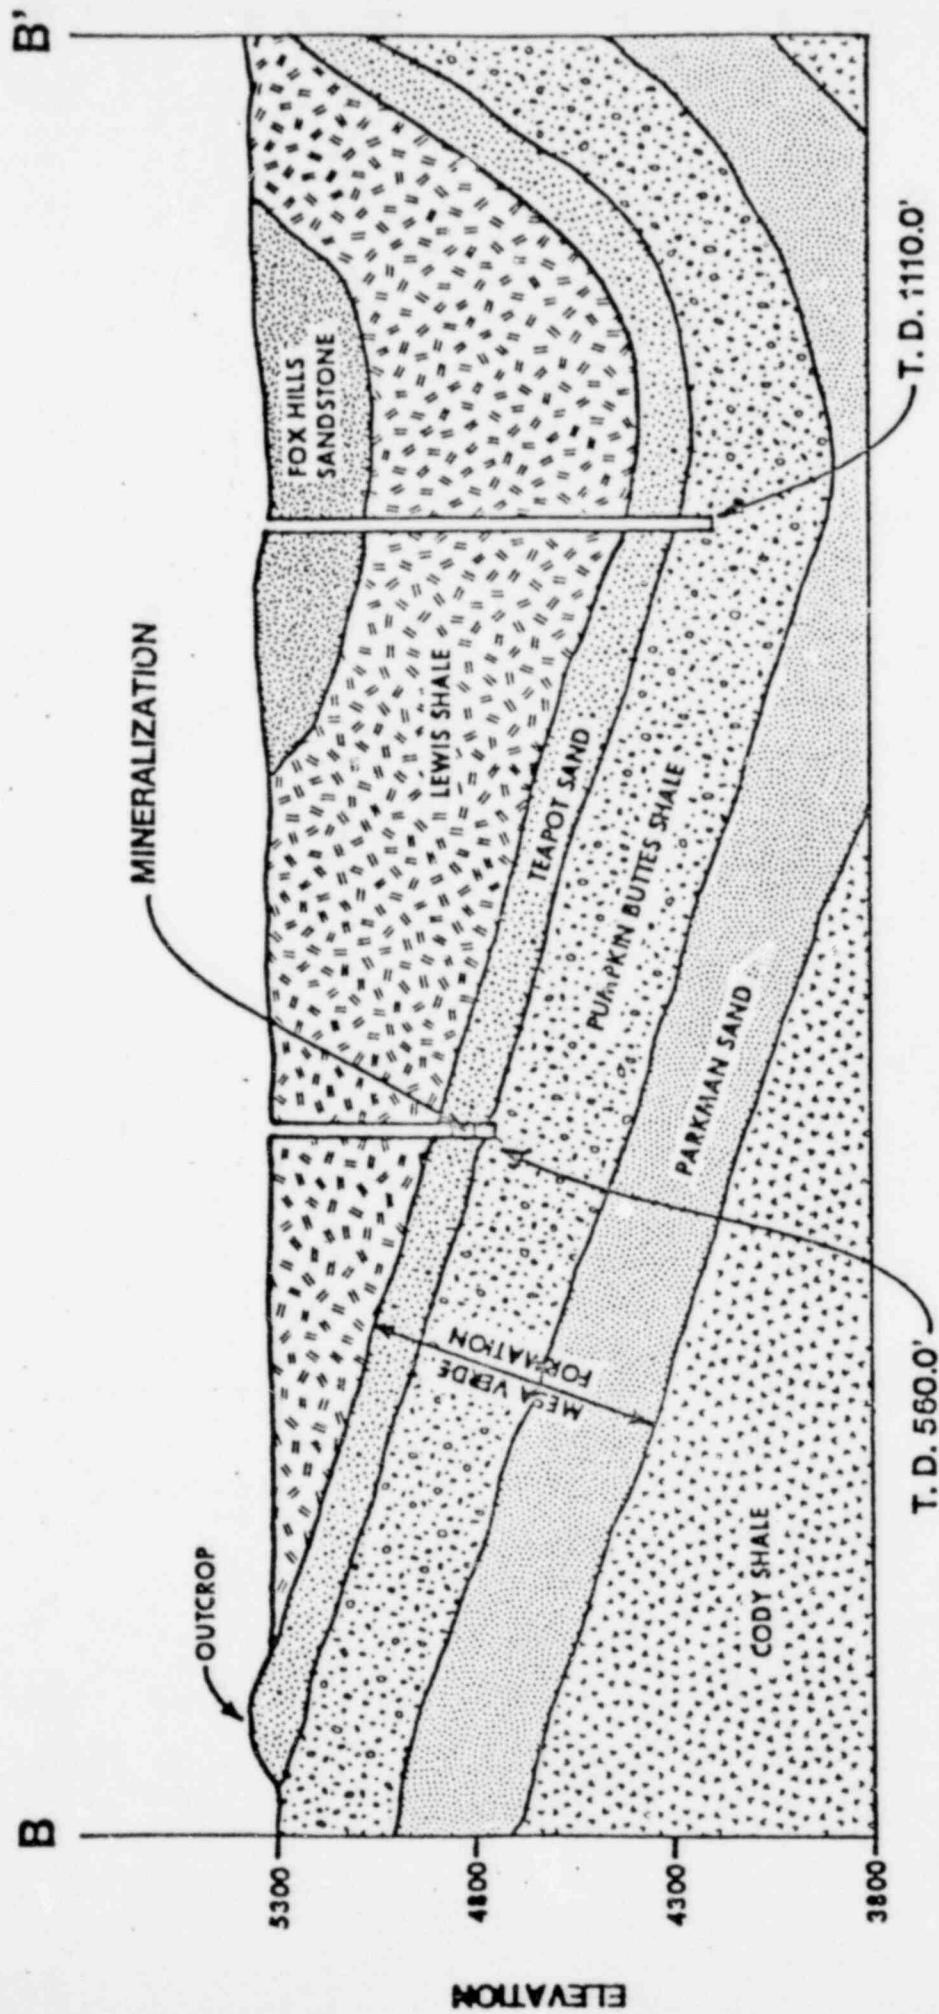 B
B'
OUTCROP
MINERALIZATION
FOX HILLS
SANDSTONE
LEWIS SHALE
TEAPOT SAND
PUMPKIN BUTTES SHALE
PARKMAN SAND
MESA VERDE
FORMATION
CODY SHALE
ELEVATION
5300
4800
4300
3800
T. D. 560.0'
T. D. 1110.0'